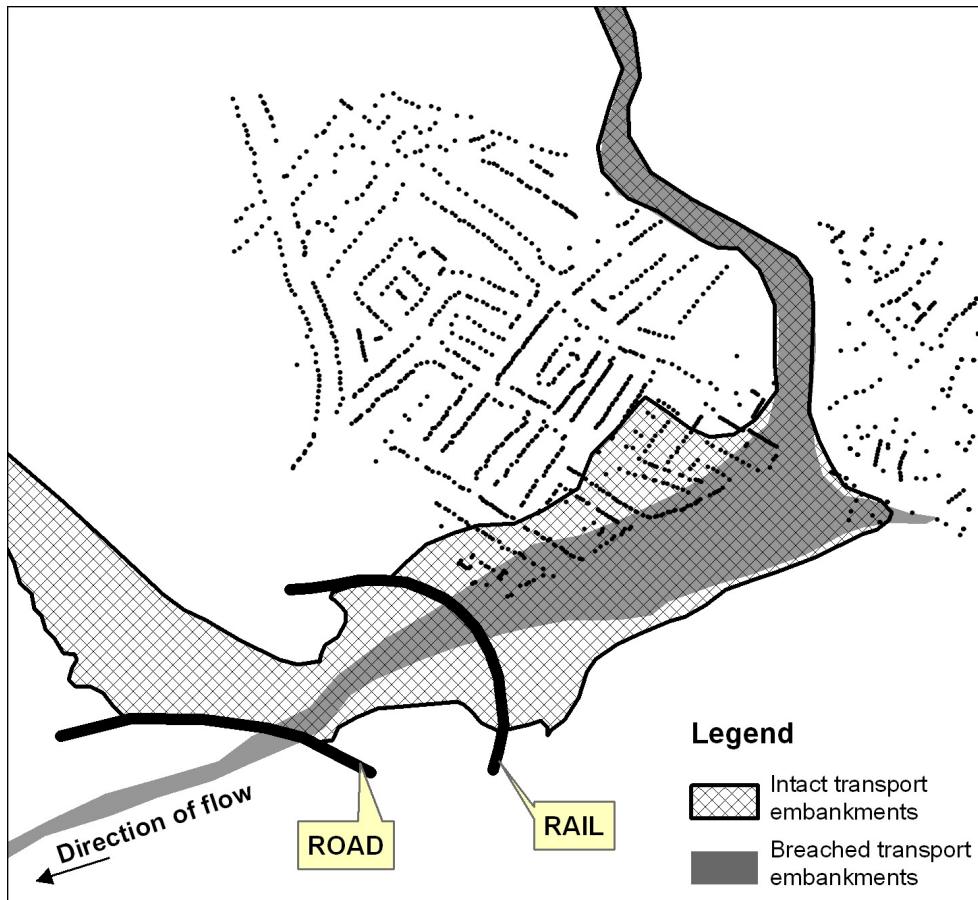 Legend
Intact transport
embankments
Breached transport
embankments
RAIL
ROAD
Direction of flow